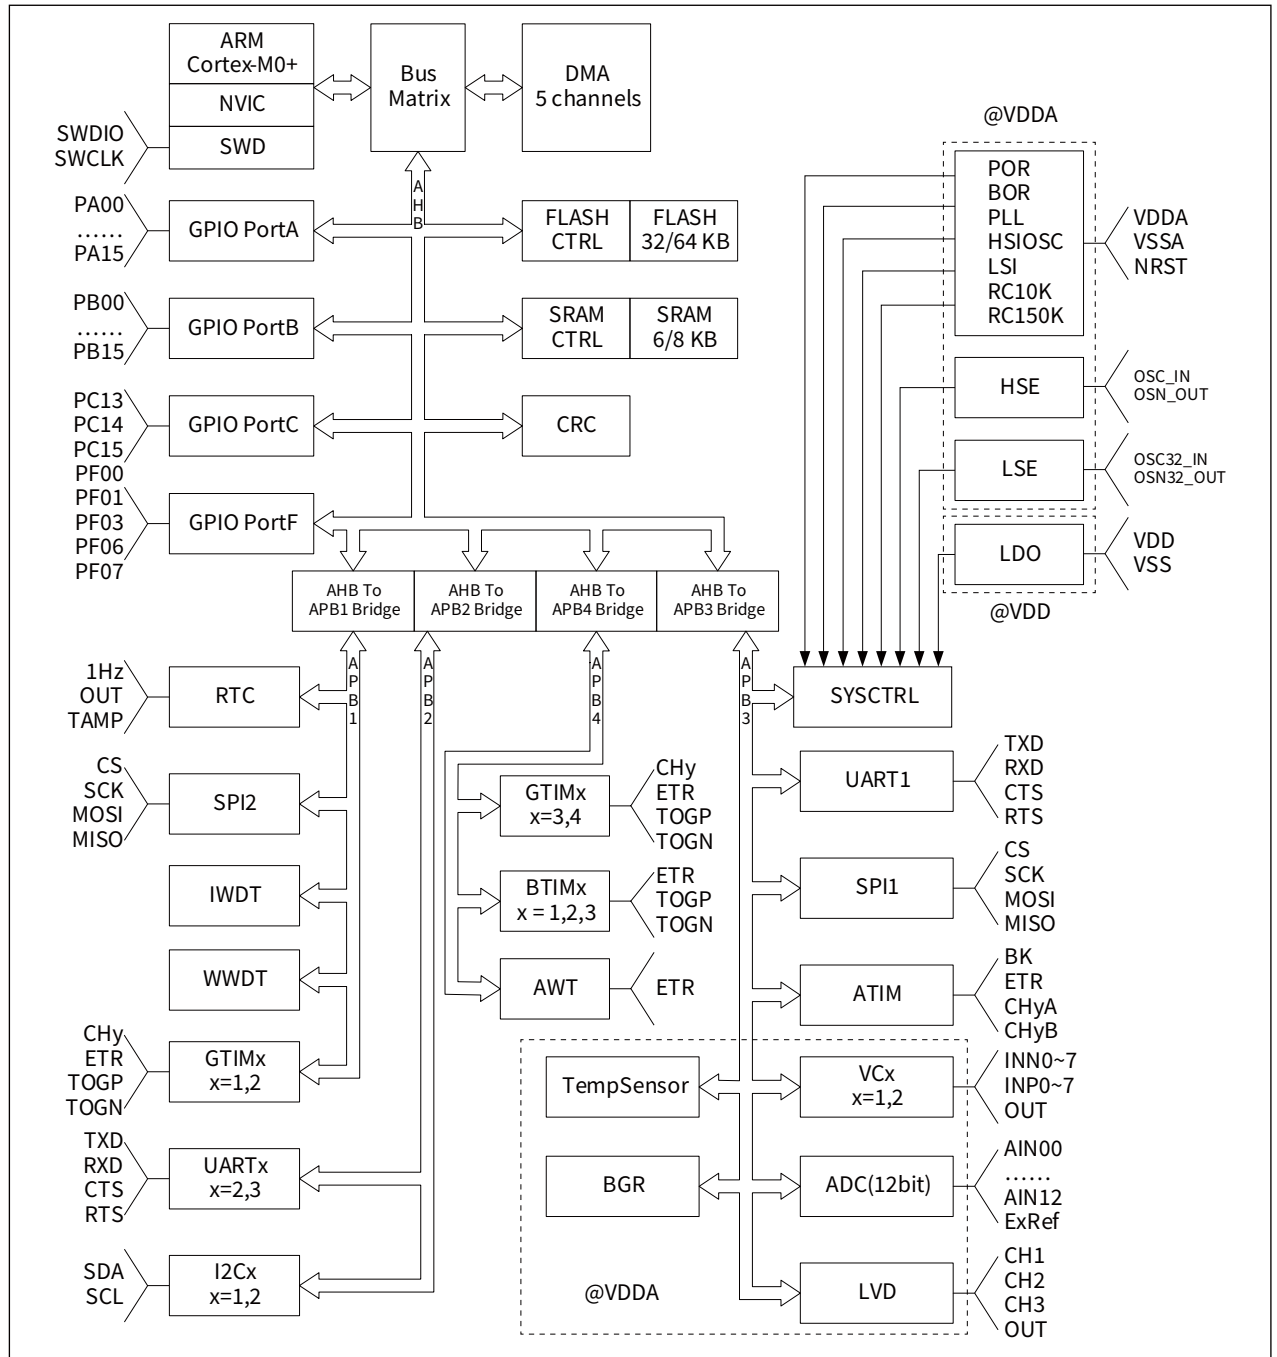 ARM
Cortex-M0+
NVIC
SWD
SWDIO
SWCLK
Bus
Matrix
DMA
5 channels
AHB
PA00
......
PA15
GPIO PortA
FLASH
CTRL
FLASH
32/64 KB
PB00
......
PB15
GPIO PortB
SRAM
CTRL
SRAM
6/8 KB
PC13
PC14
PC15
GPIO PortC
CRC
PF00
PF01
PF03
PF06
PF07
GPIO PortF
@VDDA
POR
BOR
PLL
HSIOSC
LSI
RC10K
RC150K
VDDA
VSSA
NRST
HSE
OSC_IN
OSN_OUT
LSE
OSC32_IN
OSN32_OUT
LDO
VDD
VSS
@VDD
AHB To
APB1 Bridge
AHB To
APB2 Bridge
AHB To
APB4 Bridge
AHB To
APB3 Bridge
APB1
APB2
APB4
APB3
1Hz
OUT
TAMP
RTC
CS
SCK
MOSI
MISO
SPI2
IWDT
WWDT
CHy
ETR
TOGP
TOGN
GTIMx
x=1,2
TXD
RXD
CTS
RTS
UARTx
x=2,3
SDA
SCL
I2Cx
x=1,2
GTIMx
x=3,4
CHy
ETR
TOGP
TOGN
BTIMx
x = 1,2,3
ETR
TOGP
TOGN
AWT
ETR
SYSCTRL
UART1
TXD
RXD
CTS
RTS
SPI1
CS
SCK
MOSI
MISO
ATIM
BK
ETR
CHyA
CHyB
TempSensor
VCx
x=1,2
INN0~7
INP0~7
OUT
BGR
ADC(12bit)
AIN00
......
AIN12
ExRef
@VDDA
LVD
CH1
CH2
CH3
OUT